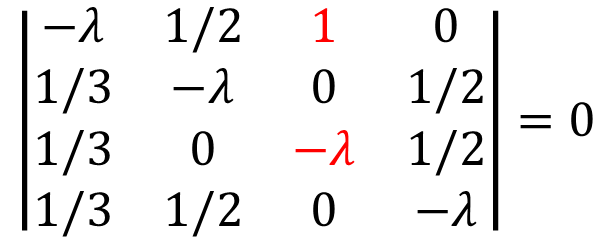 −λ 1/2 1 0
1/3 −λ 0 1/2
1/3 0 −λ 1/2 = 0
1/3 1/2 0 −λ